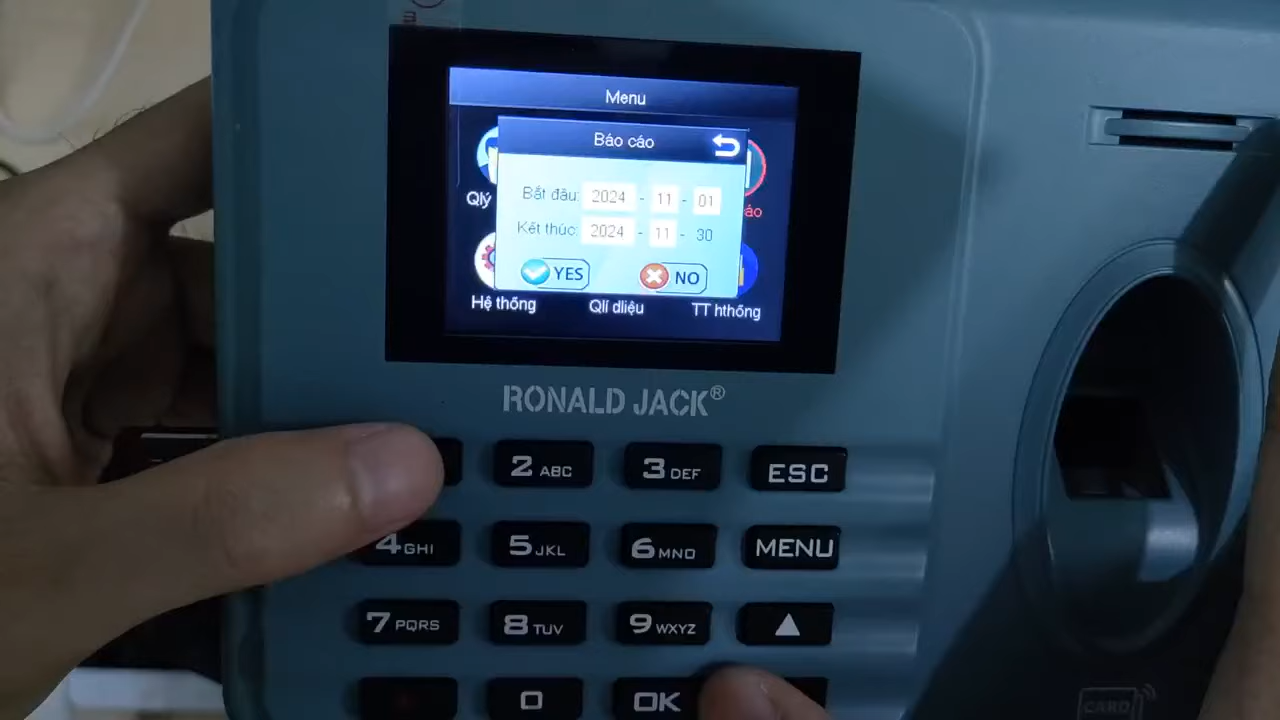 Menu
Báo cáo
Bắt đầu: 2024 - 11 - 01
Kết thúc: 2024 - 11 - 30
YES NO
Qlý
Hệ thống Qlí dliệu TT hthống
RONALD JACK®
2 ABC 3 DEF ESC
4 GHI 5 JKL 6 MNO MENU
7 PQRS 8 TUV 9 WXYZ
0 OK
CARD